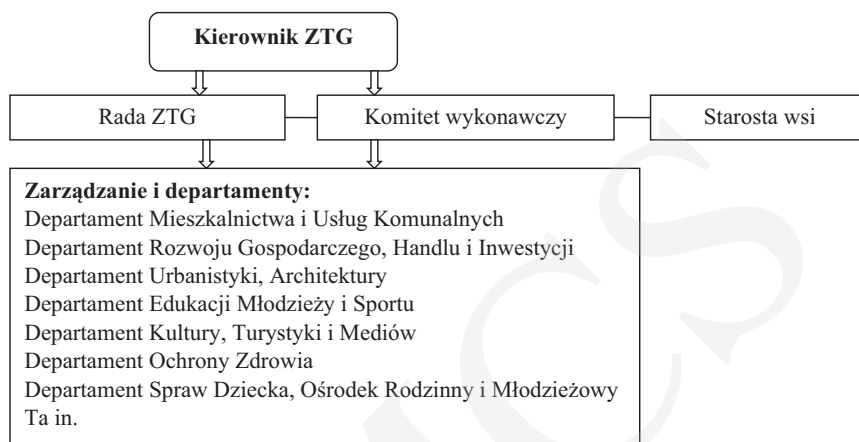 Kierownik ZTG
Rada ZTG
Komitet wykonawczy
Starosta wsi
Zarządzanie i departamenty:
Departament Mieszkalnictwa i Usług Komunalnych
Departament Rozwoju Gospodarczego, Handlu i Inwestycji
Departament Urbanistyki, Architektury
Departament Edukacji Młodzieży i Sportu
Departament Kultury, Turystyki i Mediów
Departament Ochrony Zdrowia
Departament Spraw Dziecka, Ośrodek Rodzinny i Młodzieżowy
Ta in.